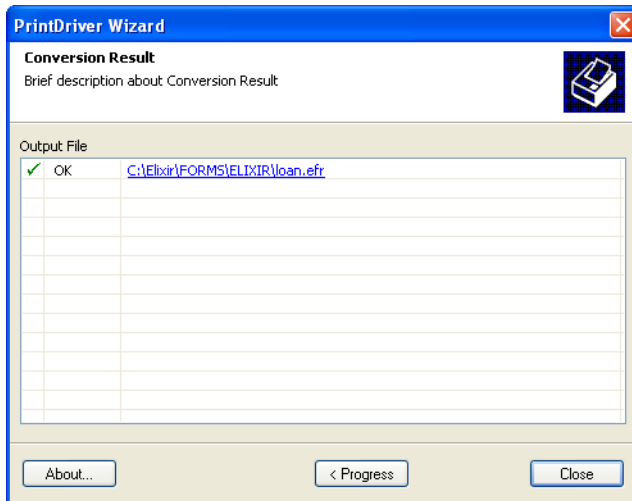 PrintDriver Wizard
Conversion Result
Brief description about Conversion Result
Output File
OK C:\Elixir\FORMS\ELIXIR\loan.efr
About... < Progress Close